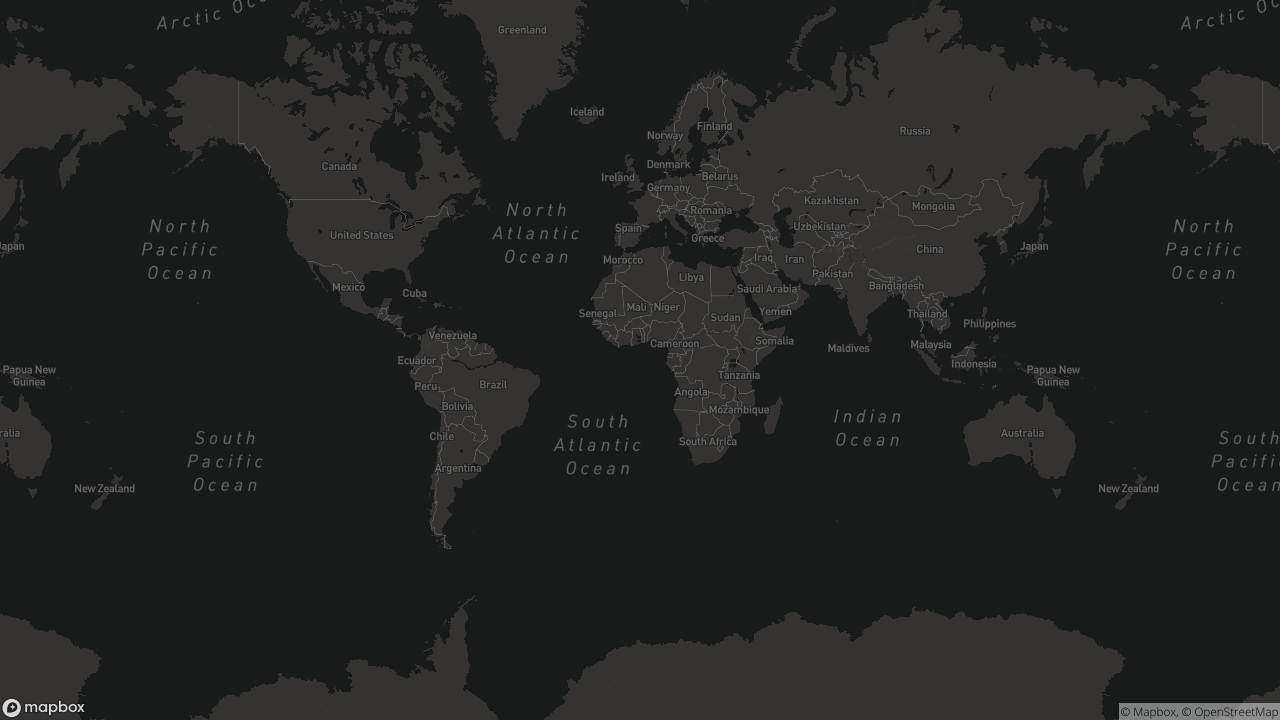 Arctic Oc
Arctic Oc
Greenland
Iceland
Finland
Norway
Russia
Canada
Denmark
Ireland
Belarus
Germany
Kazakhstan
Mongolia
Romania
North
Atlantic
Ocean
North
Pacific
Ocean
North
Pacific
Ocean
Spain
Uzbekistan
United States
Greece
Japan
apan
China
Morocco
Iraq
Iran
Pakistan
Libya
Mexico
Saudi Arabia
Bangladesh
Cuba
Mali
Niger
Senegal
Sudan
Yemen
Thailand
Philippines
Venezuela
Cameroon
Somalia
Maldives
Malaysia
Ecuador
Indonesia
Papua New
Guinea
Papua New
Guinea
Peru
Brazil
Tanzania
Angola
Bolivia
Mozambique
South
Atlantic
Ocean
Indian
Ocean
Chile
South Africa
ralia
Australia
South
Pacific
Ocean
South
Pacifi
Ocean
Argentina
New Zealand
New Zealand
mapbox
© Mapbox, © OpenStreetMap